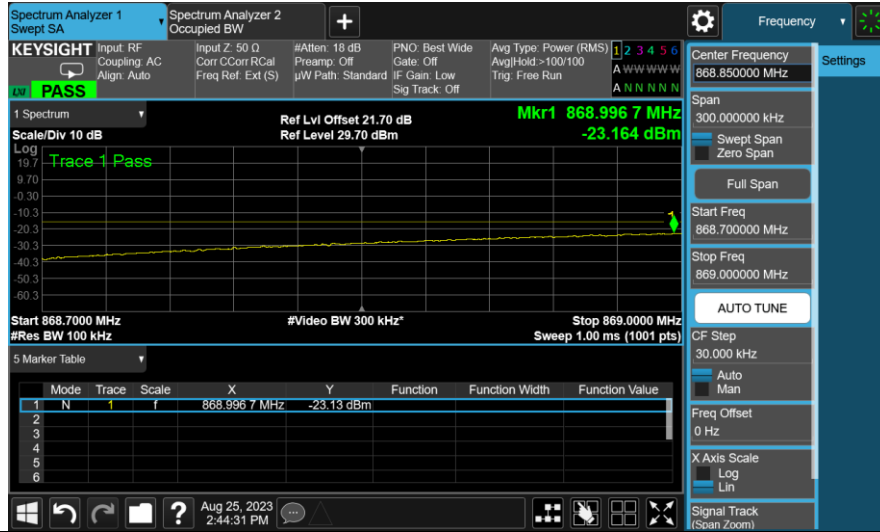 Spectrum Analyzer 1
Swept SA
Spectrum Analyzer 2
Occupied BW
Frequency
KEYSIGHT
Input: RF
Coupling: AC
Align: Auto
Input Z: 50 Ω
Corr CCorr RCal
Freq Ref: Ext (S)
#Atten: 18 dB
Preamp: Off
µW Path: Standard
PNO: Best Wide
Gate: Off
IF Gain: Low
Sig Track: Off
Avg Type: Power (RMS)
Avg|Hold:>100/100
Trig: Free Run
1 2 3 4 5 6
A W W W W W
A N N N N N
LXI PASS
Center Frequency
868.850000 MHz
Settings
1 Spectrum
Scale/Div 10 dB
Ref Lvl Offset 21.70 dB
Ref Level 29.70 dBm
Mkr1 868.996 7 MHz
-23.164 dBm
Log
Trace 1 Pass
19.7
9.70
-0.30
-10.3
-20.3
-30.3
-40.3
-50.3
-60.3
1
Start 868.7000 MHz
#Res BW 100 kHz
#Video BW 300 kHz*
Stop 869.0000 MHz
Sweep 1.00 ms (1001 pts)
Span
300.000000 kHz
Swept Span
Zero Span
Full Span
Start Freq
868.700000 MHz
Stop Freq
869.000000 MHz
AUTO TUNE
CF Step
30.000 kHz
Auto
Man
Freq Offset
0 Hz
X Axis Scale
Log
Lin
Signal Track
(Span Zoom)
5 Marker Table
Mode Trace Scale X Y Function Function Width Function Value
1 N 1 f 868.996 7 MHz -23.13 dBm
2
3
4
5
6
?
Aug 25, 2023
2:44:31 PM